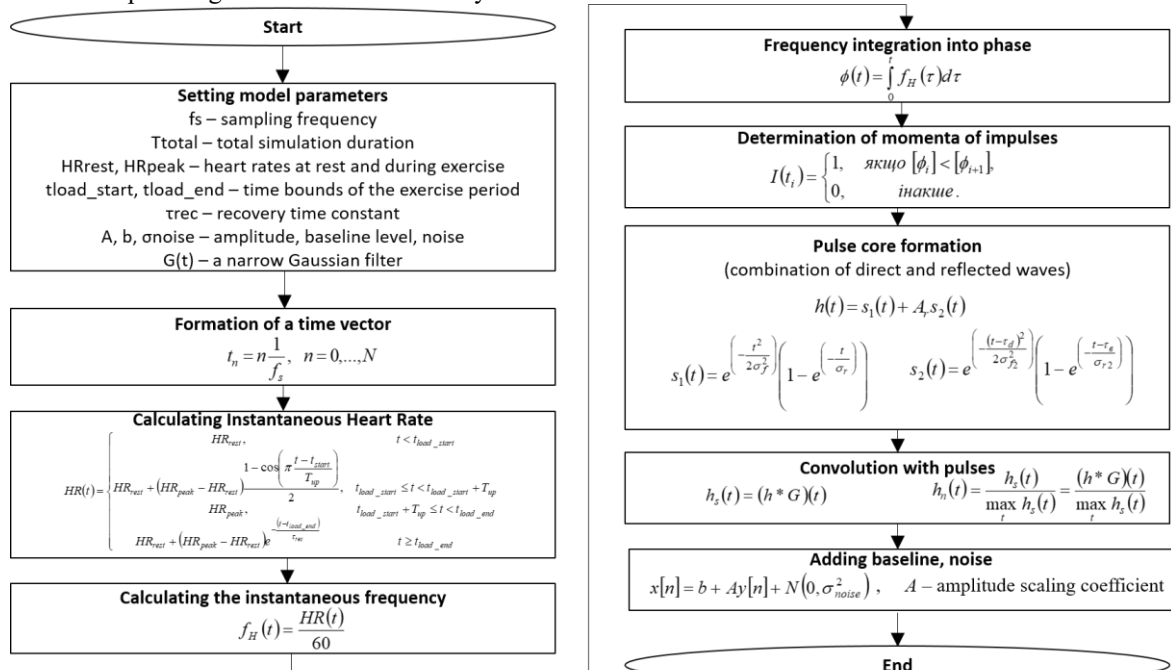 Start
Setting model parameters
fs – sampling frequency
Ttotal – total simulation duration
HRrest, HRpeak – heart rates at rest and during exercise
tload_start, tload_end – time bounds of the exercise period
τrec – recovery time constant
A, b, σnoise – amplitude, baseline level, noise
G(t) – a narrow Gaussian filter
Formation of a time vector
t_n = n 1/f_s, n = 0,...,N
Calculating Instantaneous Heart Rate
HR(t) = { HR_rest, t < t_load_start
HR_rest + (HR_peak − HR_rest) (1 − cos(π (t − t_start)/T_up))/2, t_load_start ≤ t < t_load_start + T_up
HR_peak, t_load_start + T_up ≤ t < t_load_end
HR_rest + (HR_peak − HR_rest)e^(−(t−t_load_end)/τ_rec) t ≥ t_load_end
Calculating the instantaneous frequency
f_H(t) = HR(t)/60
Frequency integration into phase
ϕ(t) = ∫_0^t f_H(τ)dτ
Determination of momenta of impulses
I(t_i) = { 1, якщо [ϕ_i] < [ϕ_{i+1}],
0, інакше.
Pulse core formation
(combination of direct and reflected waves)
h(t) = s_1(t) + A_r s_2(t)
s_1(t) = e^(−t²/(2σ_f²)) (1 − e^(−t/σ_r)) s_2(t) = e^(−(t−τ_d)²/(2σ_f2²)) (1 − e^(−(t−τ_e)/σ_r2))
Convolution with pulses
h_s(t) = (h * G)(t) h_n(t) = h_s(t)/max_t h_s(t) = (h * G)(t)/max_t h_s(t)
Adding baseline, noise
x[n] = b + Ay[n] + N(0, σ²_noise) , A – amplitude scaling coefficient
End